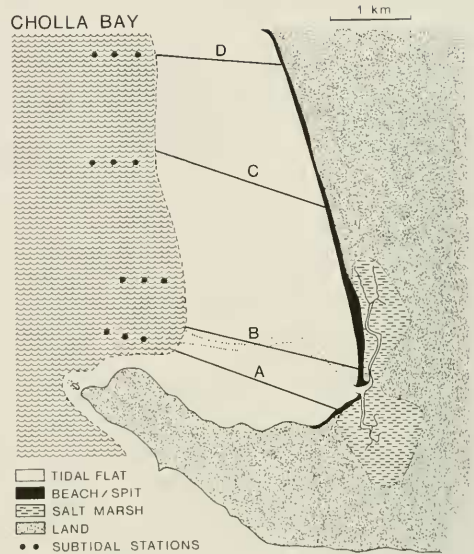 CHOLLA BAY
1 km
D
C
B
A
TIDAL FLAT
BEACH/SPIT
SALT MARSH
LAND
SUBTIDAL STATIONS